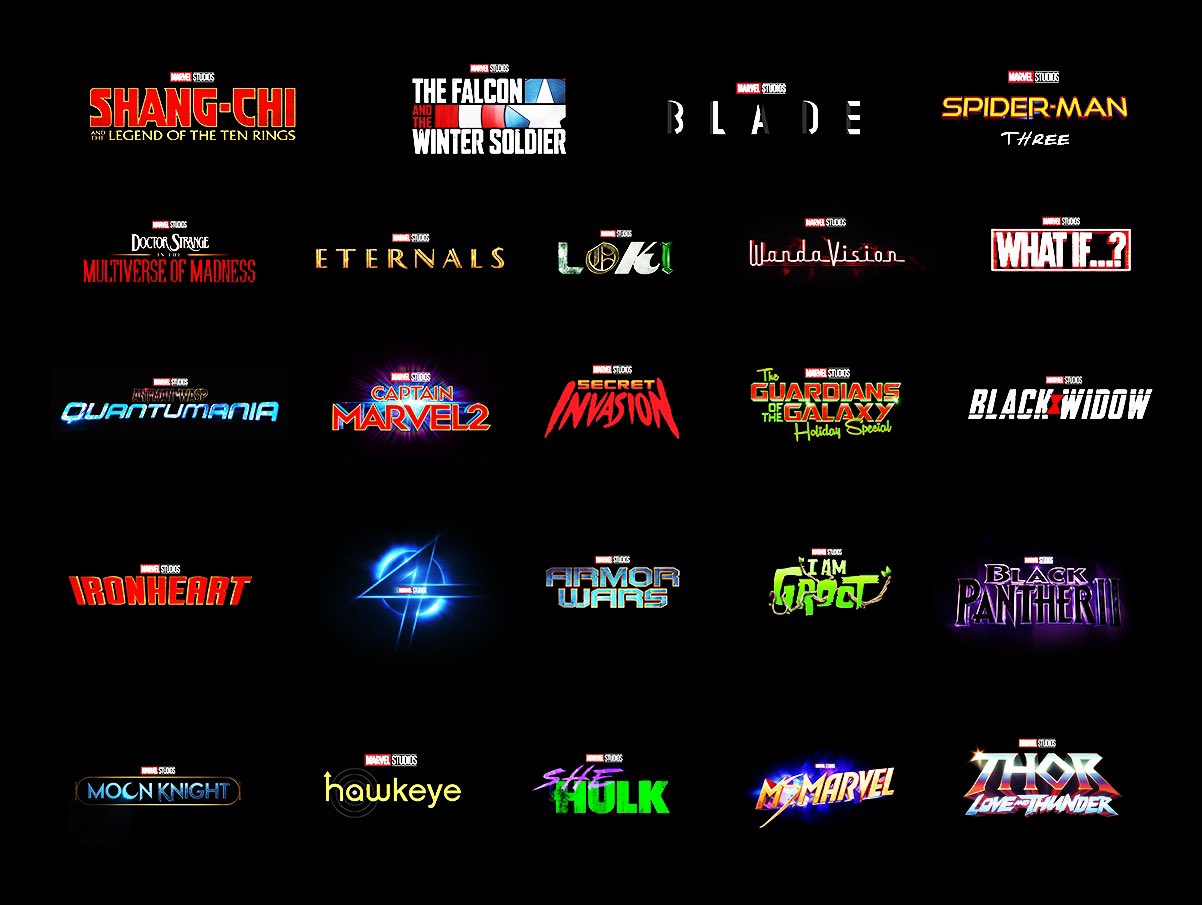 MARVEL STUDIOS
SHANG-CHI
AND THE LEGEND OF THE TEN RINGS
MARVEL STUDIOS
THE FALCON
AND THE
WINTER SOLDIER
MARVEL STUDIOS
BLADE
MARVEL STUDIOS
SPIDER-MAN
THREE
MARVEL STUDIOS
DOCTOR STRANGE
IN THE
MULTIVERSE OF MADNESS
MARVEL STUDIOS
ETERNALS
MARVEL STUDIOS
LOKI
MARVEL STUDIOS
WandaVision
MARVEL STUDIOS
WHAT IF...?
MARVEL STUDIOS
ANT-MAN AND THE WASP
QUANTUMANIA
MARVEL STUDIOS
CAPTAIN
MARVEL2
MARVEL STUDIOS
SECRET
INVASION
MARVEL STUDIOS
The
GUARDIANS
OF THE GALAXY
Holiday Special
MARVEL STUDIOS
BLACK WIDOW
MARVEL STUDIOS
IRONHEART
4
MARVEL STUDIOS
MARVEL STUDIOS
ARMOR
WARS
MARVEL STUDIOS
I AM
GROOT
MARVEL STUDIOS
BLACK
PANTHER II
MARVEL STUDIOS
MOON KNIGHT
MARVEL STUDIOS
hawkeye
MARVEL STUDIOS
SHE
HULK
MARVEL STUDIOS
MS MARVEL
MARVEL STUDIOS
THOR
LOVE AND THUNDER